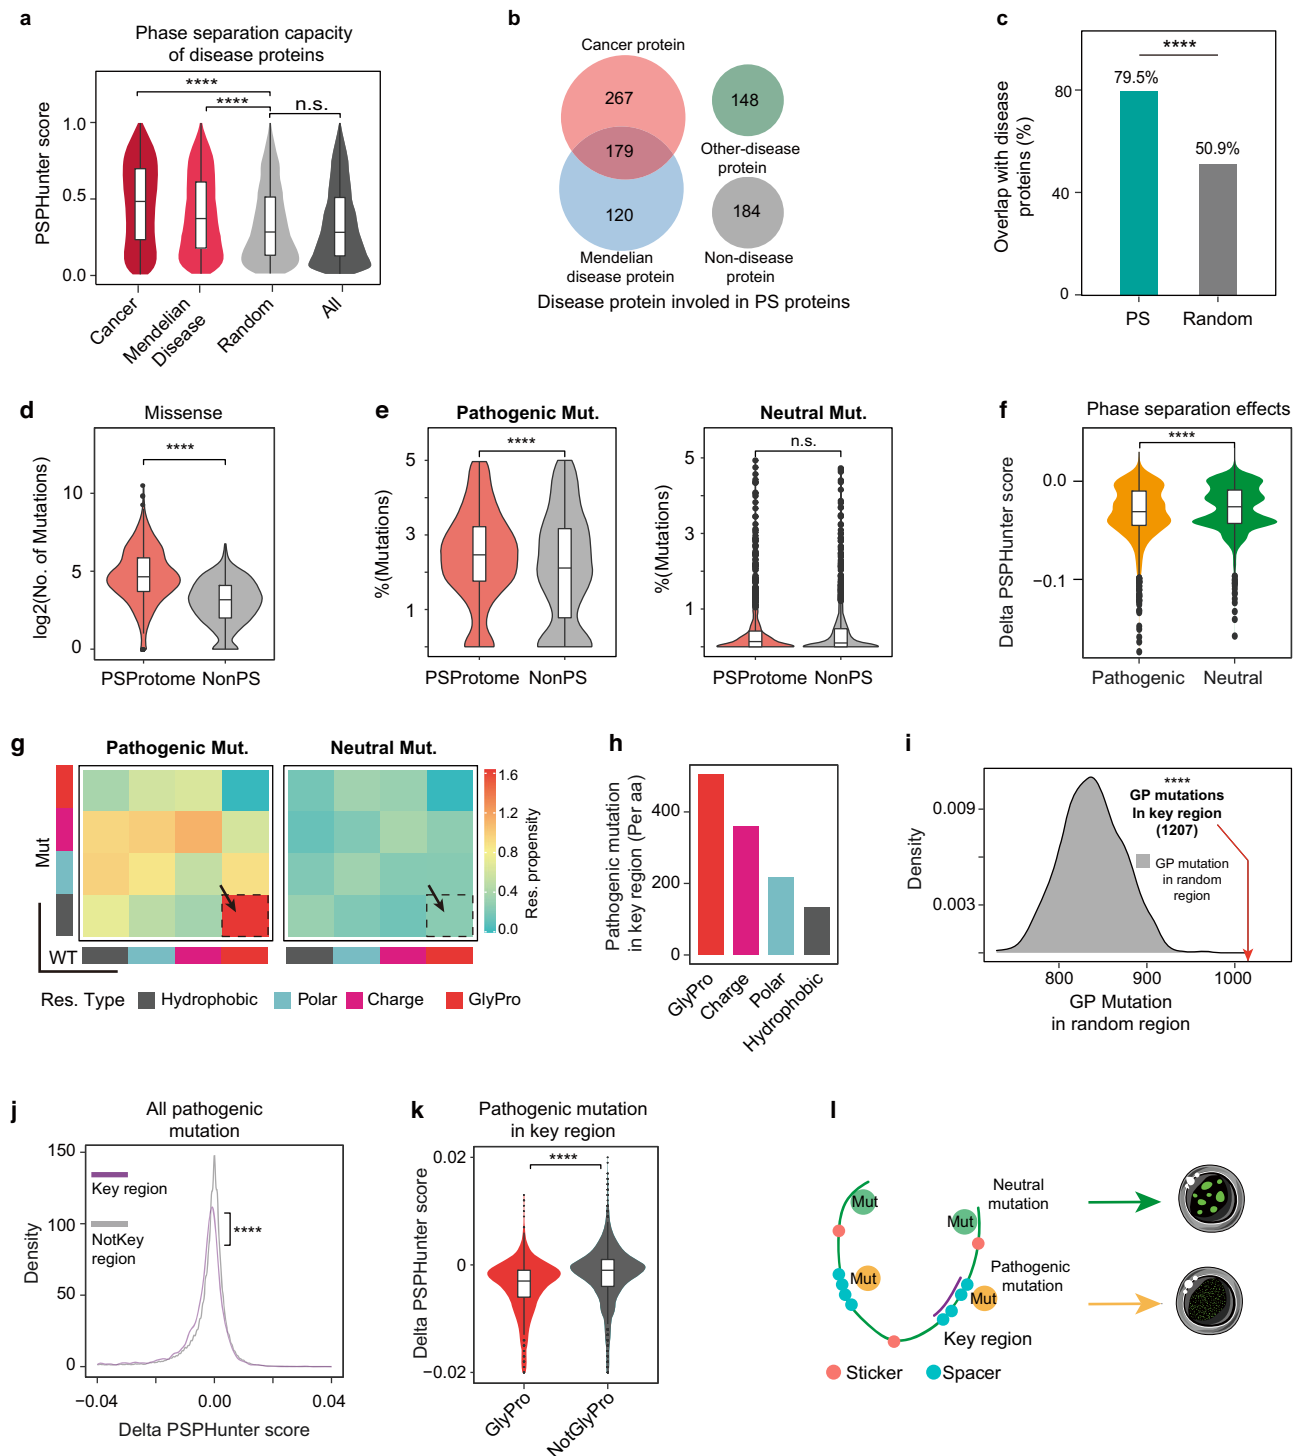 a
Phase separation capacity
of disease proteins
****
****
n.s.
1.0
0.5
0.0
PSPHunter score
Cancer
Mendelian
Disease
Random
All
b
Cancer protein
267
179
120
Mendelian
disease protein
148
Other-disease
protein
184
Non-disease
protein
Disease protein involed in PS proteins
c
****
79.5%
50.9%
80
40
0
Overlap with disease
proteins (%)
PS
Random
d
Missense
****
10
5
0
log2(No. of Mutations)
PSProtome
NonPS
e
Pathogenic Mut.
****
5
3
1
%(Mutations)
PSProtome
NonPS
Neutral Mut.
n.s.
5
3
1
%(Mutations)
PSProtome
NonPS
f
Phase separation effects
****
0.0
−0.1
Delta PSPHunter score
Pathogenic
Neutral
g
Pathogenic Mut.
Neutral Mut.
Mut
WT
1.6
1.2
0.8
0.4
0.0
Res. propensity
Res. Type
Hydrophobic
Polar
Charge
GlyPro
h
400
200
0
Pathogenic mutation
in key region (Per aa)
GlyPro
Charge
Polar
Hydrophobic
i
****
GP mutations
In key region
(1207)
GP mutation
in random
region
0.009
0.003
Density
800
900
1000
GP Mutation
in random region
j
All pathogenic
mutation
150
100
50
0
Density
Key region
NotKey
region
****
−0.04
0.00
0.04
Delta PSPHunter score
k
Pathogenic mutation
in key region
****
0.02
0
−0.02
Delta PSPHunter score
GlyPro
NotGlyPro
l
Mut
Mut
Mut
Mut
Neutral
mutation
Pathogenic
mutation
Key region
Sticker
Spacer